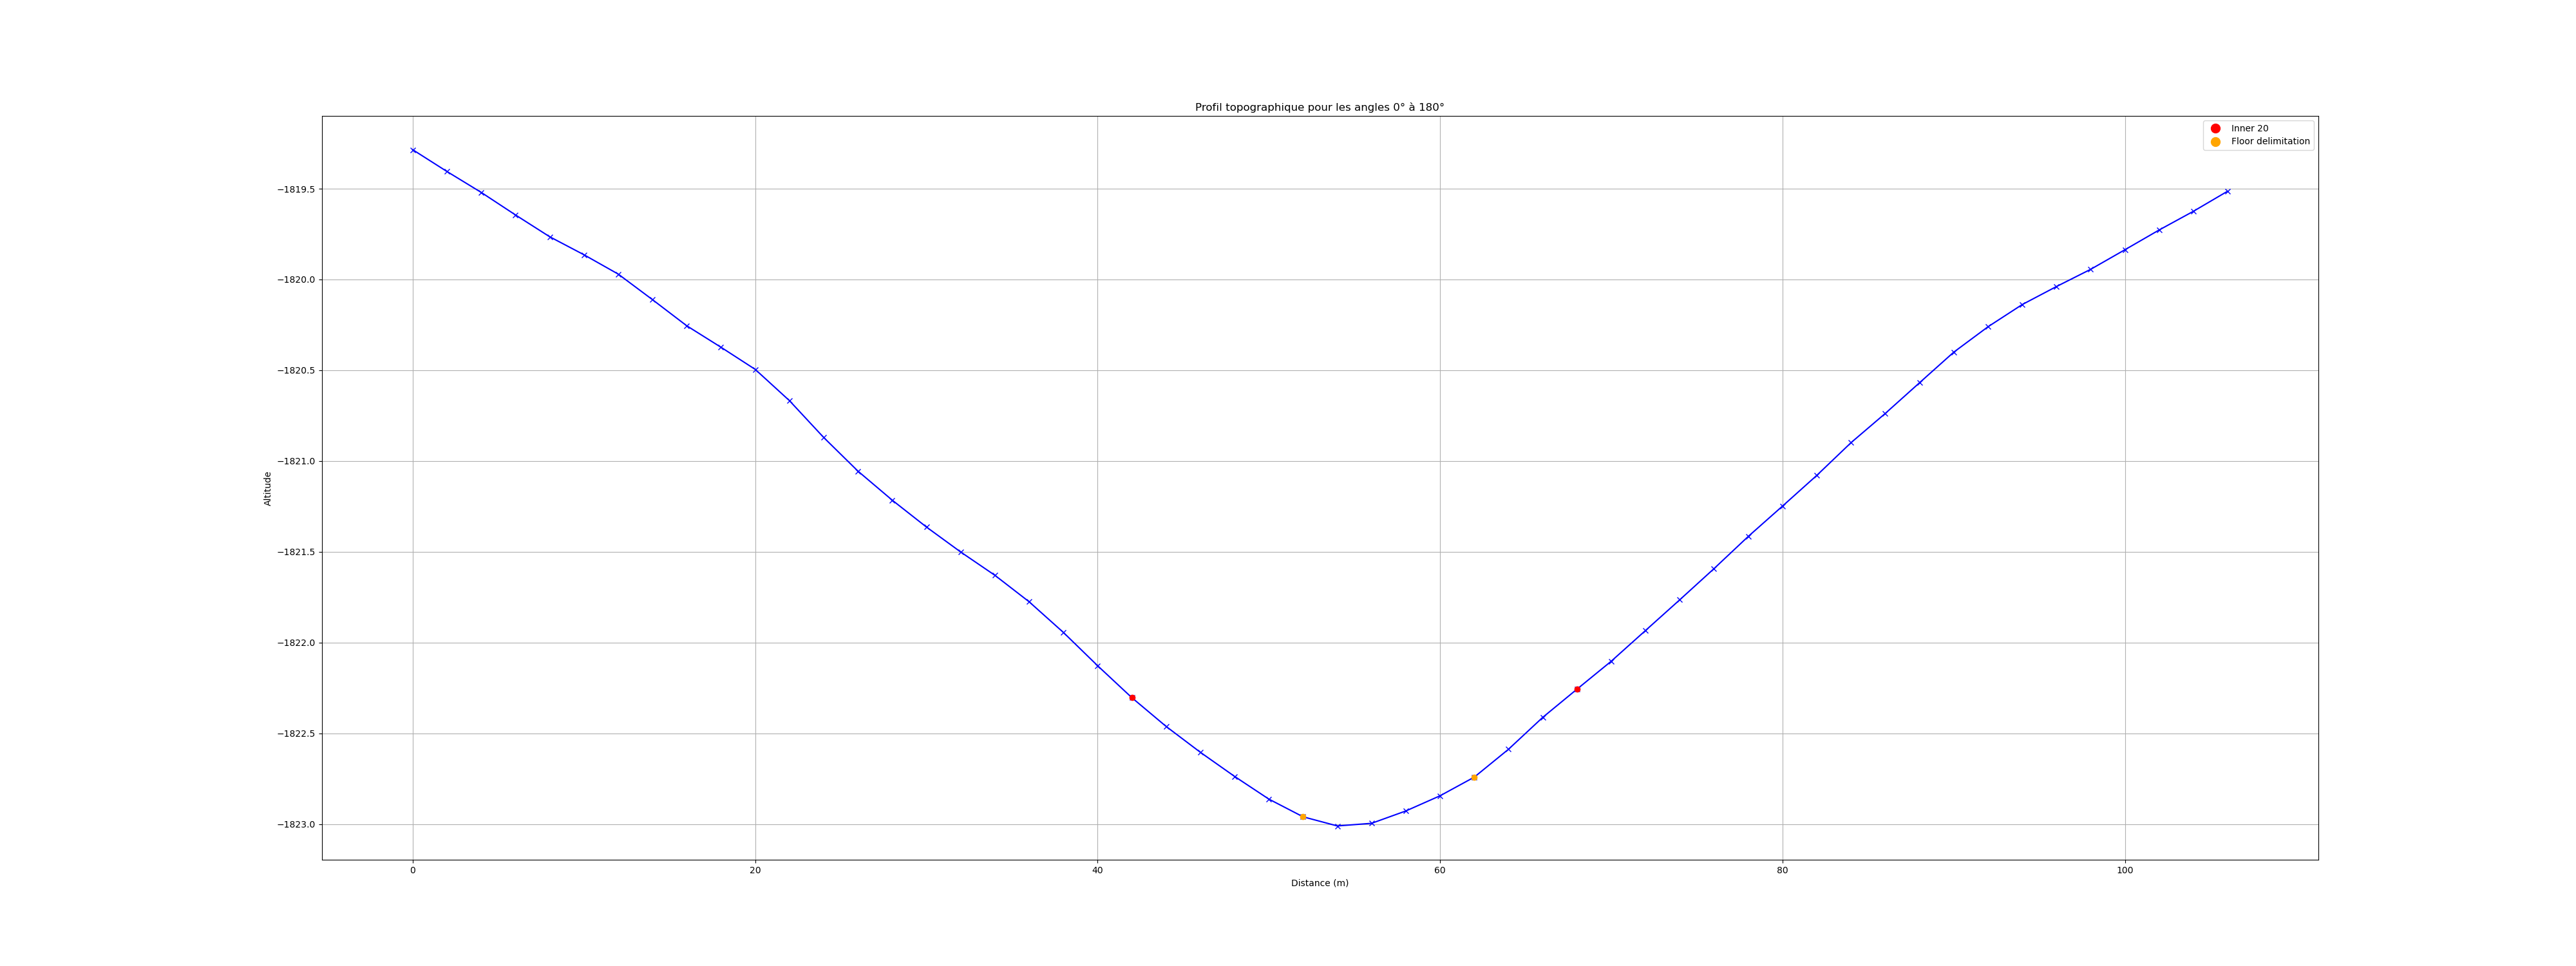 Profil topographique pour les angles 0° à 180°
Inner 20
Floor delimitation
−1819.5
−1820.0
−1820.5
−1821.0
−1821.5
−1822.0
−1822.5
−1823.0
Altitude
0 20 40 60 80 100
Distance (m)